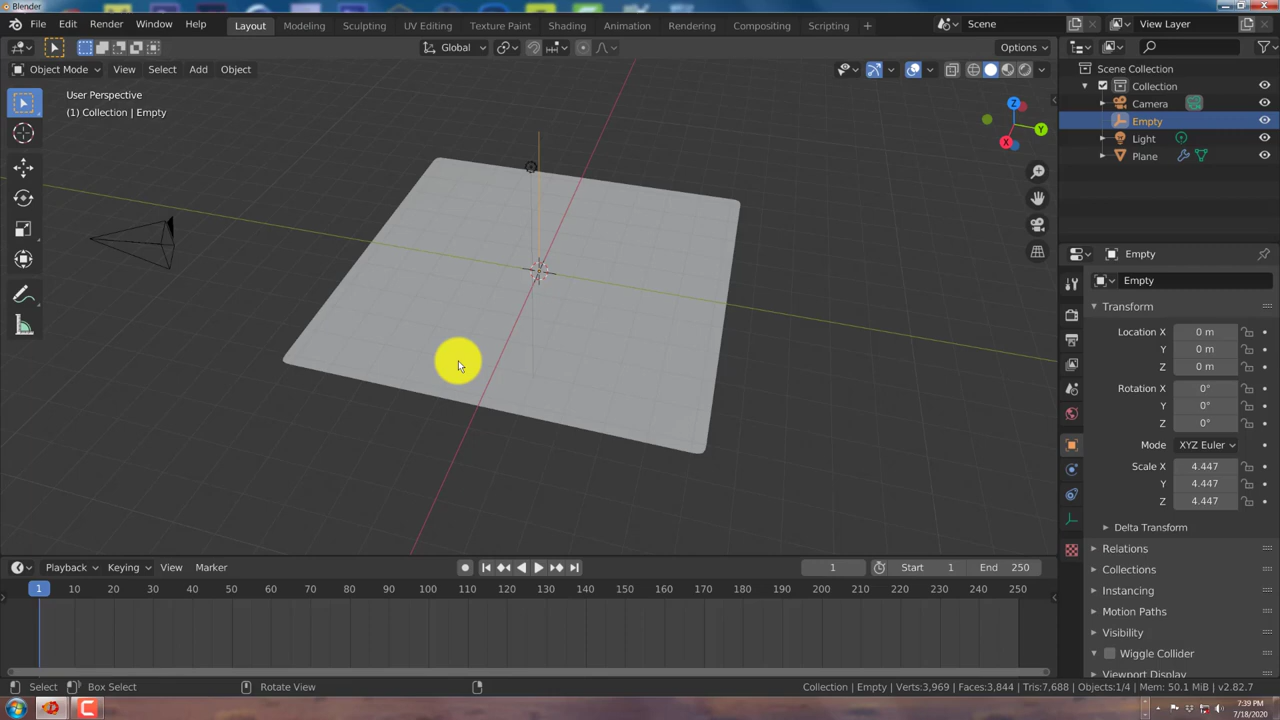 Blender
File Edit Render Window Help Layout Modeling Sculpting UV Editing Texture Paint Shading Animation Rendering Compositing Scripting + Scene View Layer
Global Options
Object Mode View Select Add Object
User Perspective
(1) Collection | Empty
Z
Y
X
Scene Collection
Collection
Camera
Empty
Light
Plane
Empty
Empty
Transform
Location X 0 m
Y 0 m
Z 0 m
Rotation X 0°
Y 0°
Z 0°
Mode XYZ Euler
Scale X 4.447
Y 4.447
Z 4.447
Delta Transform
Relations
Collections
Instancing
Motion Paths
Visibility
Wiggle Collider
Viewport Display
Playback Keying View Marker 1 Start 1 End 250
1 10 20 30 40 50 60 70 80 90 100 110 120 130 140 150 160 170 180 190 200 210 220 230 240 250
Select Box Select Rotate View Collection | Empty | Verts:3,969 | Faces:3,844 | Tris:7,688 | Objects:1/4 | Mem: 50.1 MiB | v2.82.7
7:39 PM
7/18/2020